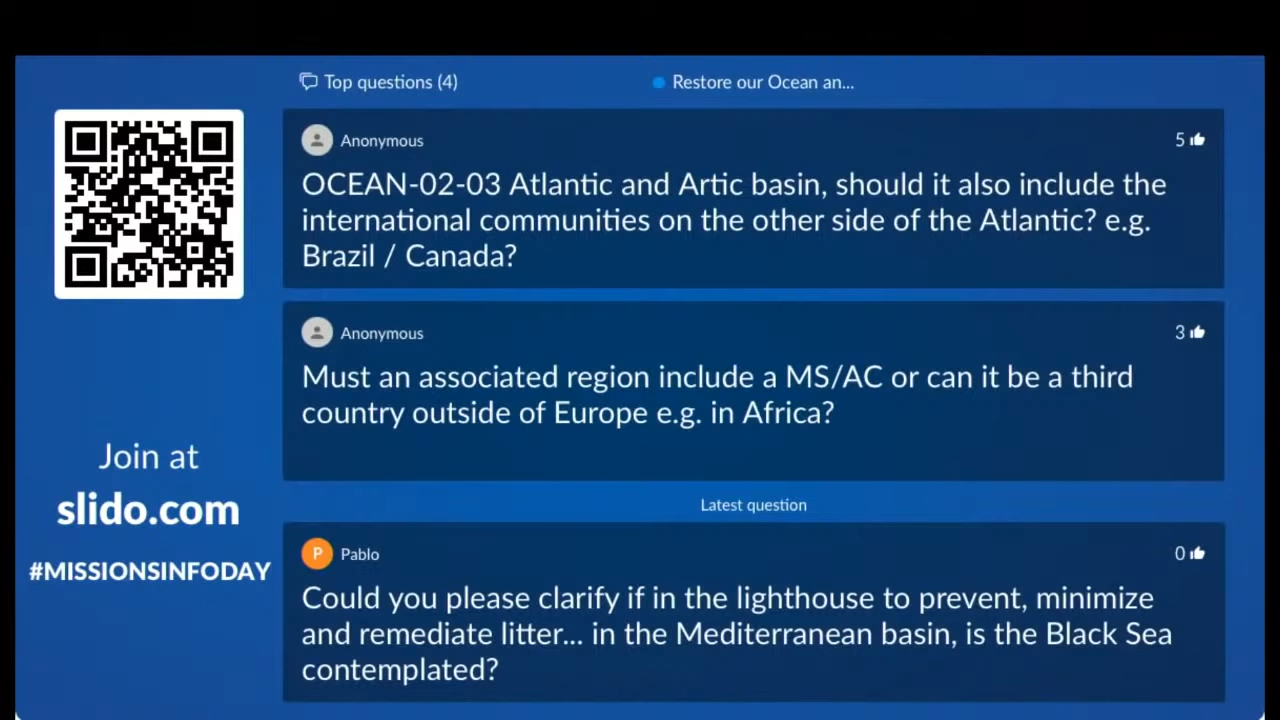 Top questions (4)
Restore our Ocean an...
Anonymous
5
OCEAN-02-03 Atlantic and Artic basin, should it also include the
international communities on the other side of the Atlantic? e.g.
Brazil / Canada?
Anonymous
3
Must an associated region include a MS/AC or can it be a third
country outside of Europe e.g. in Africa?
Join at
slido.com
#MISSIONSINFODAY
Latest question
P
Pablo
0
Could you please clarify if in the lighthouse to prevent, minimize
and remediate litter... in the Mediterranean basin, is the Black Sea
contemplated?